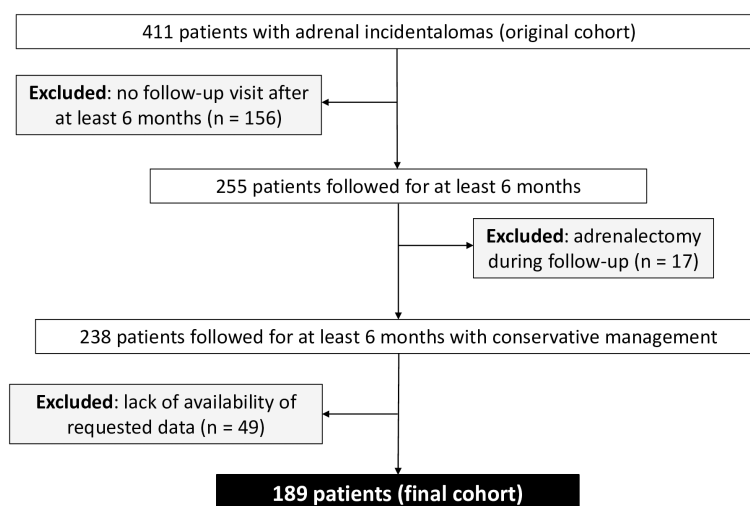 411 patients with adrenal incidentalomas (original cohort)
Excluded: no follow-up visit after
at least 6 months (n = 156)
255 patients followed for at least 6 months
Excluded: adrenalectomy
during follow-up (n = 17)
238 patients followed for at least 6 months with conservative management
Excluded: lack of availability of
requested data (n = 49)
189 patients (final cohort)